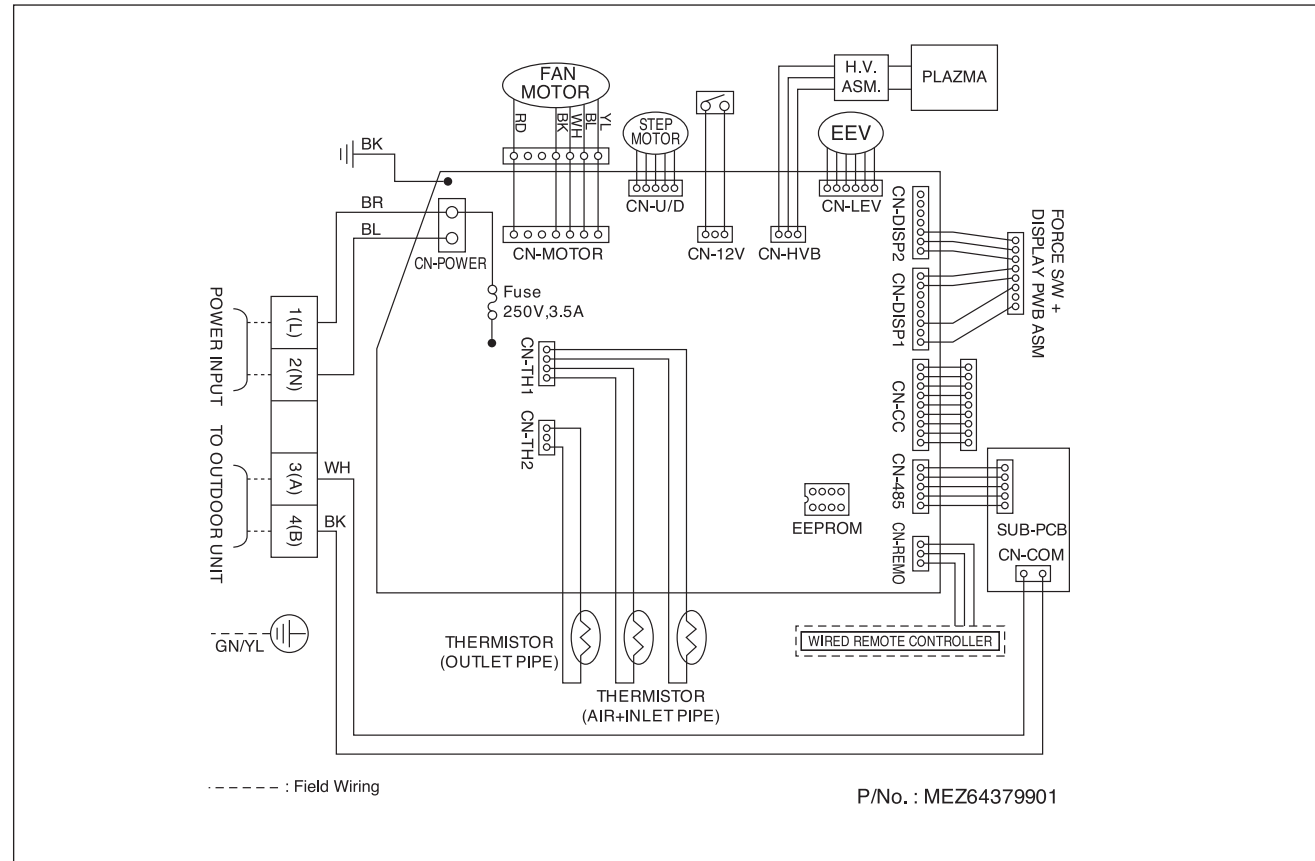 FAN
MOTOR
RD
BK
WH
BL
YL
STEP
MOTOR
H.V.
ASM.
PLAZMA
EEV
BK
BR
BL
CN-POWER
CN-MOTOR
CN-U/D
CN-12V
CN-HVB
CN-LEV
CN-DISP2
CN-DISP1
FORCE S/W +
DISPLAY PWB ASM
Fuse
250V,3.5A
POWER INPUT
TO OUTDOOR UNIT
1(L)
2(N)
3(A)
4(B)
WH
BK
CN-TH1
CN-TH2
CN-CC
CN-485
CN-REMO
EEPROM
SUB-PCB
CN-COM
GN/YL
THERMISTOR
(OUTLET PIPE)
THERMISTOR
(AIR+INLET PIPE)
WIRED REMOTE CONTROLLER
: Field Wiring
P/No. : MEZ64379901